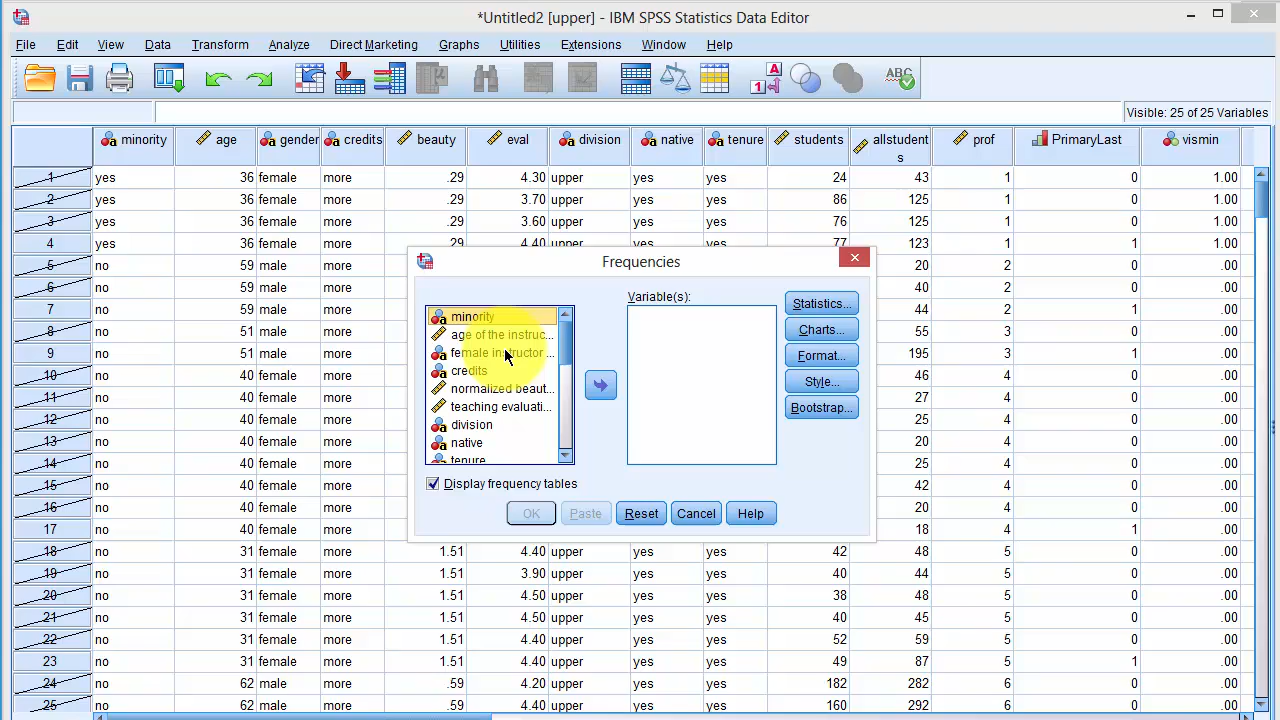 *Untitled2 [upper] - IBM SPSS Statistics Data Editor
File Edit View Data Transform Analyze Direct Marketing Graphs Utilities Extensions Window Help
Visible: 25 of 25 Variables
minority age gender credits beauty eval division native tenure students allstudents prof PrimaryLast vismin
1 yes 36 female more .29 4.30 upper yes yes 24 43 1 0 1.00
2 yes 36 female more .29 3.70 upper yes yes 86 125 1 0 1.00
3 yes 36 female more .29 3.60 upper yes yes 76 125 1 0 1.00
4 yes 36 female more .29 4.40 upper yes yes 77 123 1 1 1.00
5 no 59 male more 20 2 0 .00
6 no 59 male more 40 2 0 .00
7 no 59 male more 44 2 1 .00
8 no 51 male more 55 3 0 .00
9 no 51 male more 195 3 1 .00
10 no 40 female more 46 4 0 .00
11 no 40 female more 27 4 0 .00
12 no 40 female more 25 4 0 .00
13 no 40 female more 20 4 0 .00
14 no 40 female more 25 4 0 .00
15 no 40 female more 42 4 0 .00
16 no 40 female more 20 4 0 .00
17 no 40 female more 18 4 1 .00
18 no 31 female more 1.51 4.40 upper yes yes 42 48 5 0 .00
19 no 31 female more 1.51 3.90 upper yes yes 40 44 5 0 .00
20 no 31 female more 1.51 4.50 upper yes yes 38 48 5 0 .00
21 no 31 female more 1.51 4.50 upper yes yes 40 45 5 0 .00
22 no 31 female more 1.51 4.40 upper yes yes 52 59 5 0 .00
23 no 31 female more 1.51 4.40 upper yes yes 49 87 5 1 .00
24 no 62 male more .59 4.20 upper yes yes 182 282 6 0 .00
25 no 62 male more .59 4.40 upper yes yes 160 292 6 0 .00
Frequencies
minority
age of the instruc...
female instructor ...
credits
normalized beaut...
teaching evaluati...
division
native
tenure
Variable(s):
Statistics...
Charts...
Format...
Style...
Bootstrap...
Display frequency tables
OK Paste Reset Cancel Help